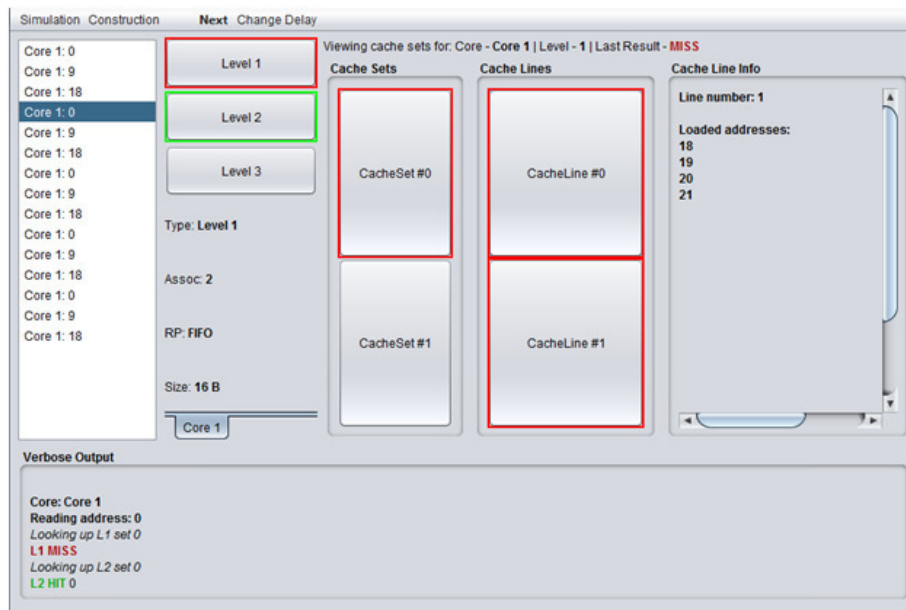 Simulation Construction Next Change Delay
Core 1: 0
Core 1: 9
Core 1: 18
Core 1: 0
Core 1: 9
Core 1: 18
Core 1: 0
Core 1: 9
Core 1: 18
Core 1: 0
Core 1: 9
Core 1: 18
Core 1: 0
Core 1: 9
Core 1: 18
Level 1
Level 2
Level 3
Type: Level 1
Assoc: 2
RP: FIFO
Size: 16 B
Core 1
Viewing cache sets for: Core - Core 1 | Level - 1 | Last Result - MISS
Cache Sets
CacheSet #0
CacheSet #1
Cache Lines
CacheLine #0
CacheLine #1
Cache Line Info
Line number: 1
Loaded addresses:
18
19
20
21
Verbose Output
Core: Core 1
Reading address: 0
Looking up L1 set 0
L1 MISS
Looking up L2 set 0
L2 HIT 0